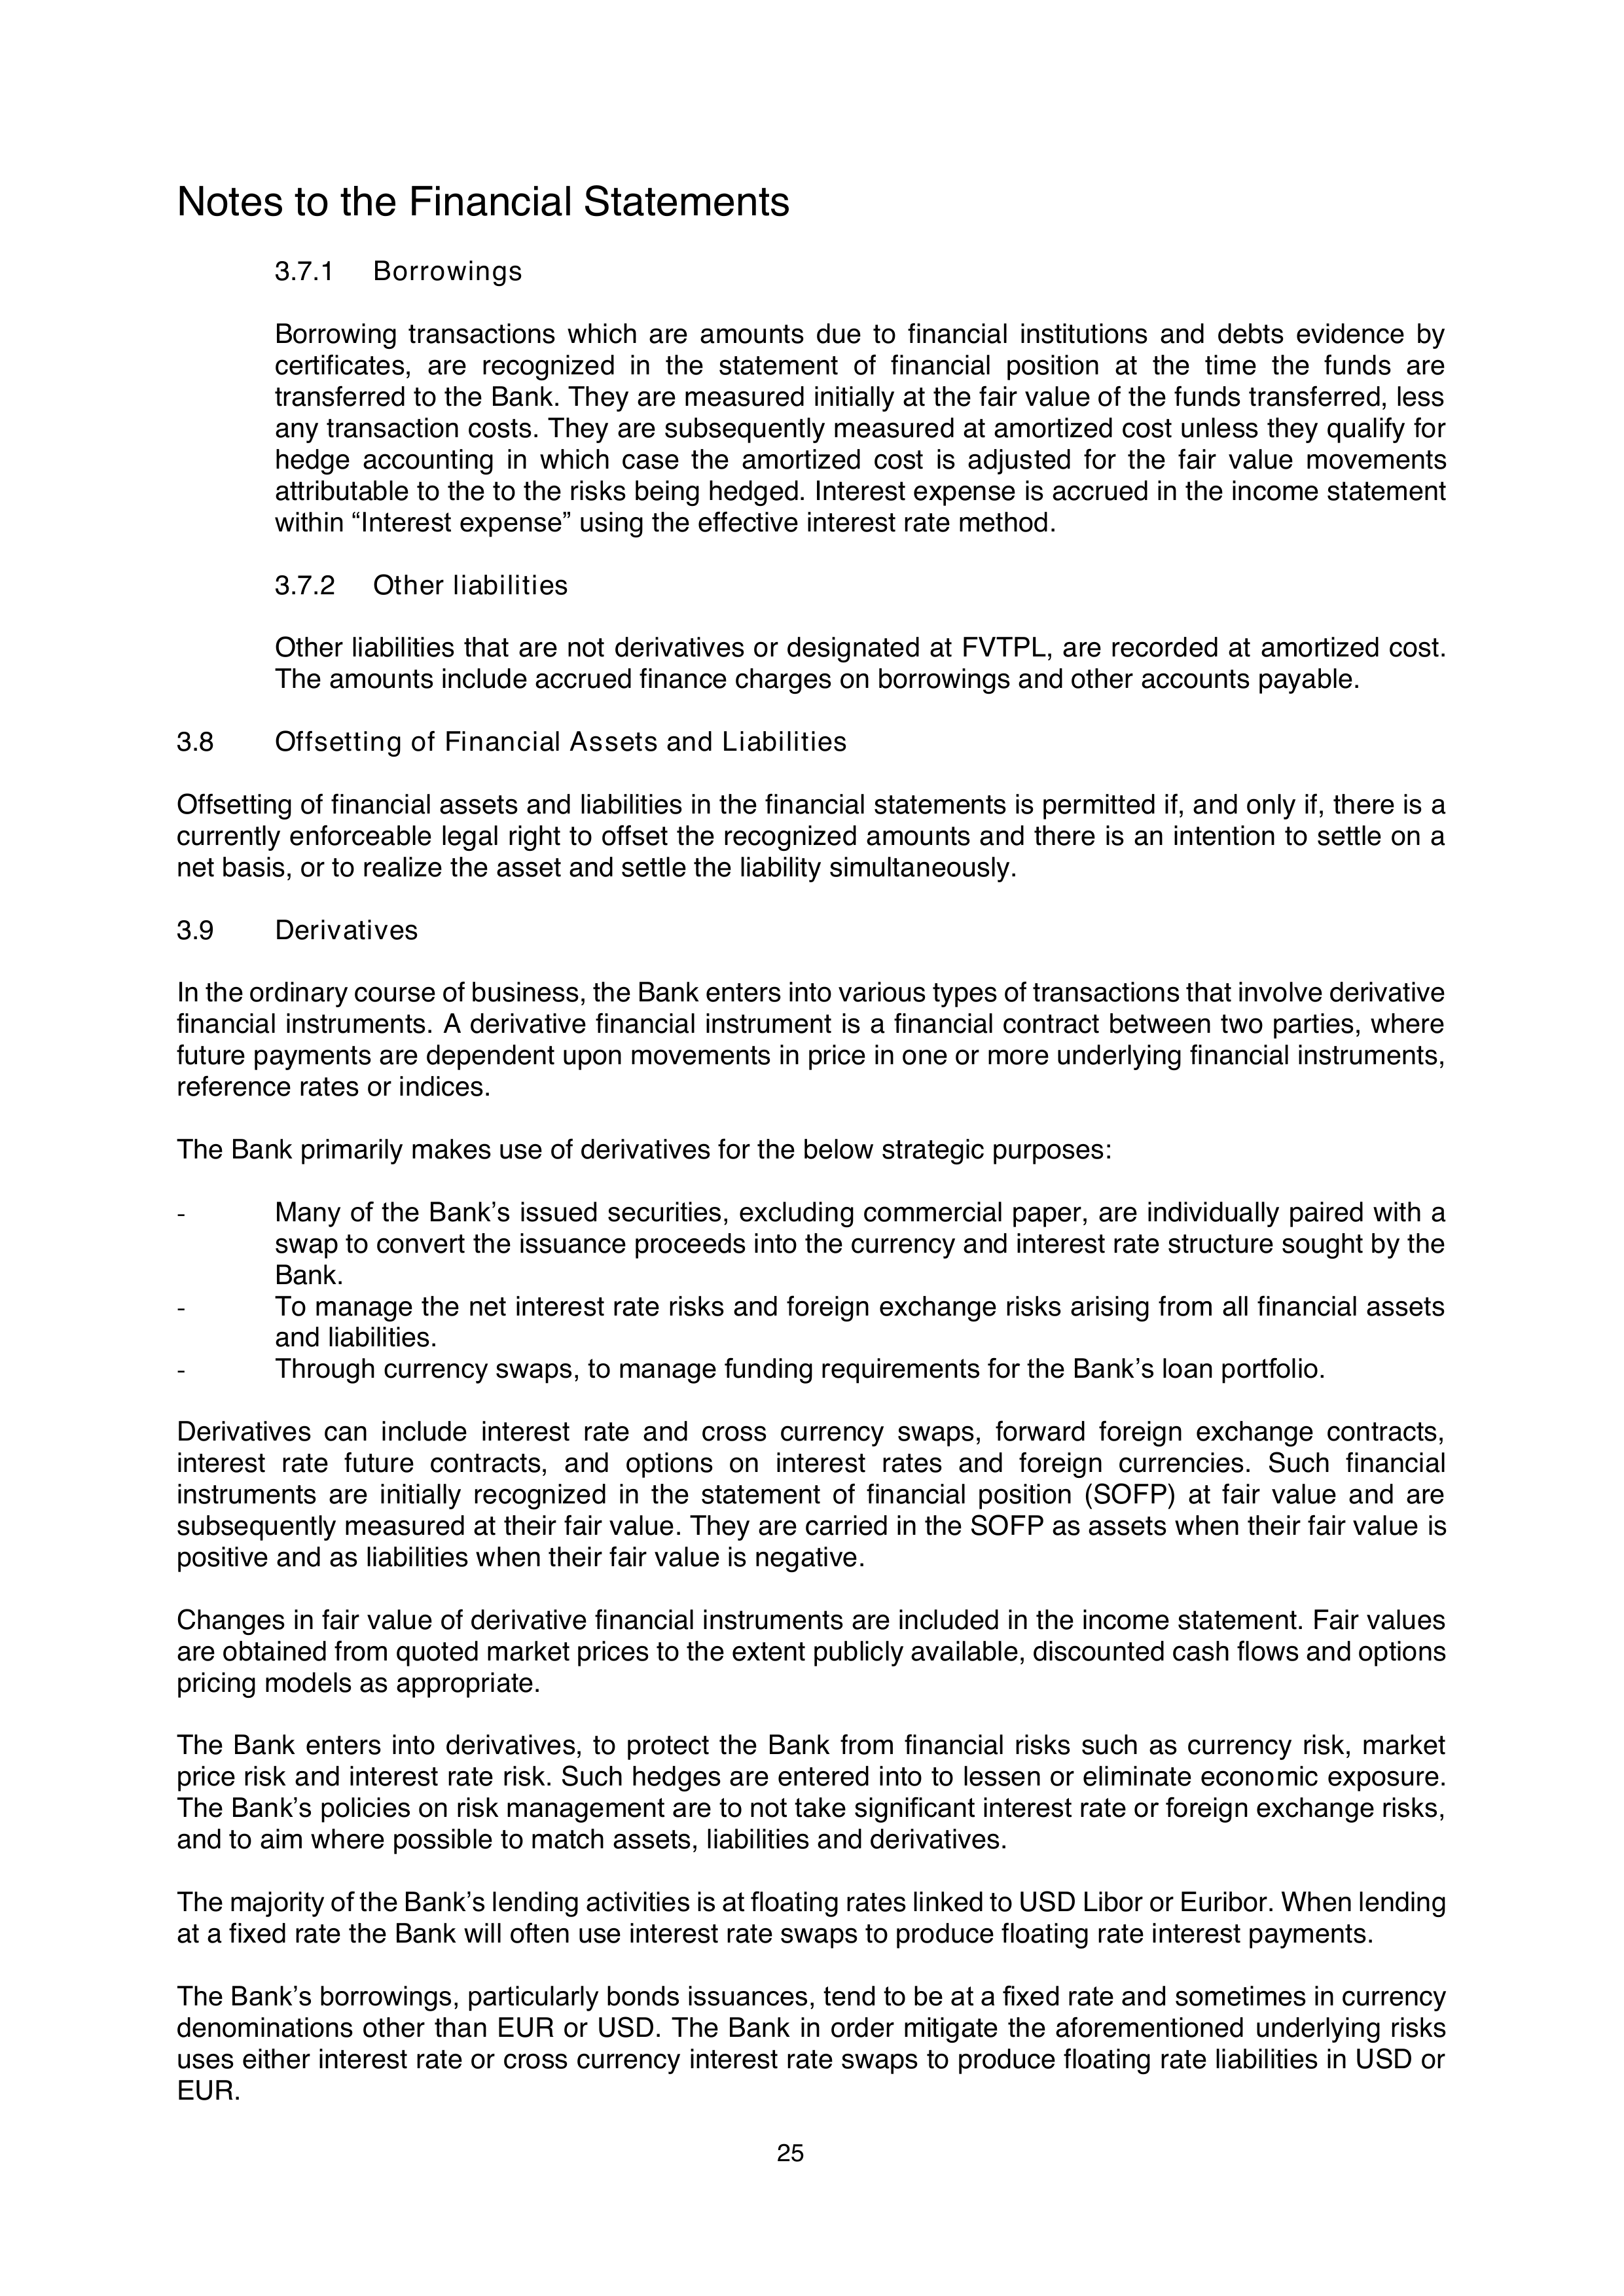 Notes to the Financial Statements
3.7.1 Borrowings
Borrowing transactions which are amounts due to financial institutions and debts evidence by
certificates, are recognized in the statement of financial position at the time the funds are
transferred to the Bank. They are measured initially at the fair value of the funds transferred, less
any transaction costs. They are subsequently measured at amortized cost unless they qualify for
hedge accounting in which case the amortized cost is adjusted for the fair value movements
attributable to the to the risks being hedged. Interest expense is accrued in the income statement
within “Interest expense” using the effective interest rate method.
3.7.2 Other liabilities
Other liabilities that are not derivatives or designated at FVTPL, are recorded at amortized cost.
The amounts include accrued finance charges on borrowings and other accounts payable.
3.8 Offsetting of Financial Assets and Liabilities
Offsetting of financial assets and liabilities in the financial statements is permitted if, and only if, there is a
currently enforceable legal right to offset the recognized amounts and there is an intention to settle on a
net basis, or to realize the asset and settle the liability simultaneously.
3.9 Derivatives
In the ordinary course of business, the Bank enters into various types of transactions that involve derivative
financial instruments. A derivative financial instrument is a financial contract between two parties, where
future payments are dependent upon movements in price in one or more underlying financial instruments,
reference rates or indices.
The Bank primarily makes use of derivatives for the below strategic purposes:
- Many of the Bank’s issued securities, excluding commercial paper, are individually paired with a
swap to convert the issuance proceeds into the currency and interest rate structure sought by the
Bank.
- To manage the net interest rate risks and foreign exchange risks arising from all financial assets
and liabilities.
- Through currency swaps, to manage funding requirements for the Bank’s loan portfolio.
Derivatives can include interest rate and cross currency swaps, forward foreign exchange contracts,
interest rate future contracts, and options on interest rates and foreign currencies. Such financial
instruments are initially recognized in the statement of financial position (SOFP) at fair value and are
subsequently measured at their fair value. They are carried in the SOFP as assets when their fair value is
positive and as liabilities when their fair value is negative.
Changes in fair value of derivative financial instruments are included in the income statement. Fair values
are obtained from quoted market prices to the extent publicly available, discounted cash flows and options
pricing models as appropriate.
The Bank enters into derivatives, to protect the Bank from financial risks such as currency risk, market
price risk and interest rate risk. Such hedges are entered into to lessen or eliminate economic exposure.
The Bank’s policies on risk management are to not take significant interest rate or foreign exchange risks,
and to aim where possible to match assets, liabilities and derivatives.
The majority of the Bank’s lending activities is at floating rates linked to USD Libor or Euribor. When lending
at a fixed rate the Bank will often use interest rate swaps to produce floating rate interest payments.
The Bank’s borrowings, particularly bonds issuances, tend to be at a fixed rate and sometimes in currency
denominations other than EUR or USD. The Bank in order mitigate the aforementioned underlying risks
uses either interest rate or cross currency interest rate swaps to produce floating rate liabilities in USD or
EUR.
25